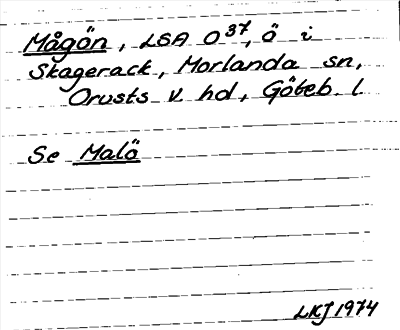 Mågön, LSA O³⁷, ö i
Skagerack, Morlanda sn,
Orusts V. hd, Göteb. l.
Se Malö
LKJ 1974